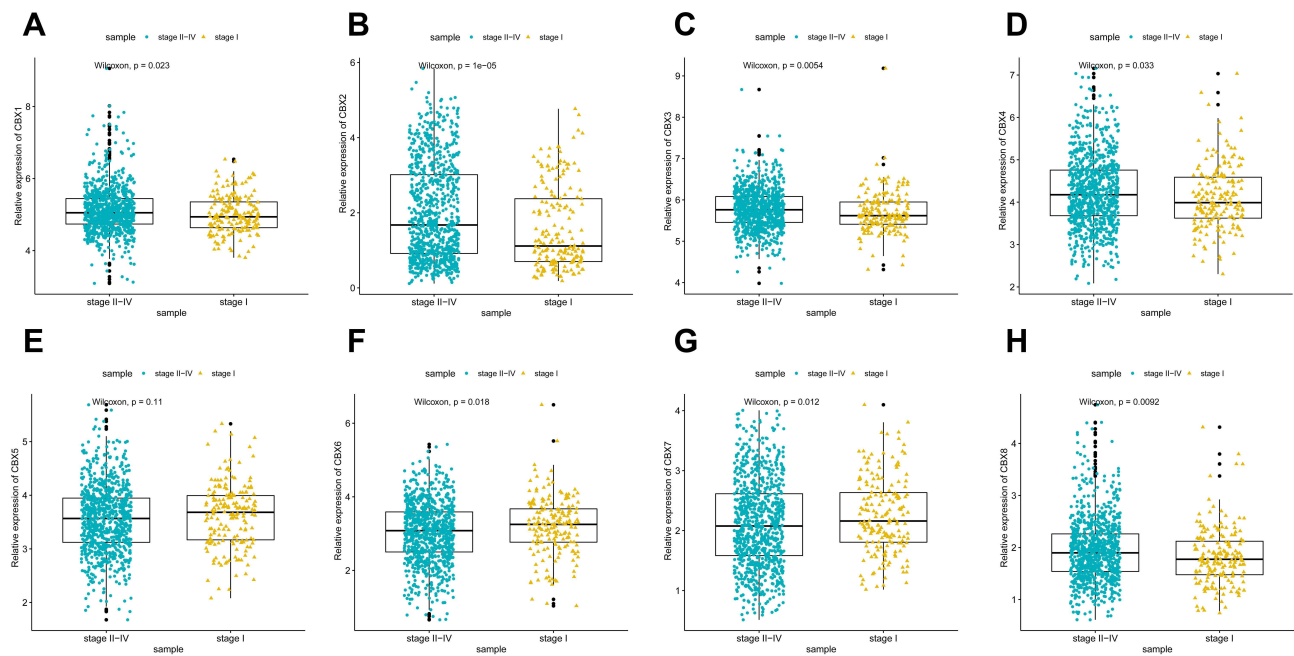 A
sample stage II−IV stage I
Wilcoxon, p = 0.023
Relative expression of CBX1
8
6
4
stage II−IV stage I
sample
B
sample stage II−IV stage I
Wilcoxon, p = 1e−05
Relative expression of CBX2
6
4
2
0
stage II−IV stage I
sample
C
sample stage II−IV stage I
Wilcoxon, p = 0.0054
Relative expression of CBX3
9
8
7
6
5
4
stage II−IV stage I
sample
D
sample stage II−IV stage I
Wilcoxon, p = 0.033
Relative expression of CBX4
7
6
5
4
3
2
stage II−IV stage I
sample
E
sample stage II−IV stage I
Wilcoxon, p = 0.11
Relative expression of CBX5
5
4
3
2
stage II−IV stage I
sample
F
sample stage II−IV stage I
Wilcoxon, p = 0.018
Relative expression of CBX6
6
4
2
stage II−IV stage I
sample
G
sample stage II−IV stage I
Wilcoxon, p = 0.012
Relative expression of CBX7
4
3
2
1
stage II−IV stage I
sample
H
sample stage II−IV stage I
Wilcoxon, p = 0.0092
Relative expression of CBX8
4
3
2
1
stage II−IV stage I
sample